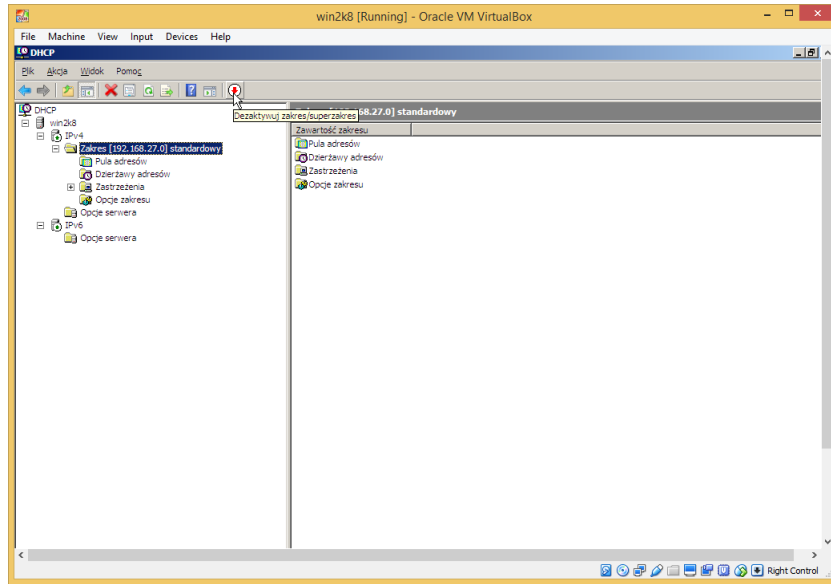 win2k8 [Running] - Oracle VM VirtualBox
File Machine View Input Devices Help
DHCP
Plik Akcja Widok Pomoc
DHCP
win2k8
IPv4
Zakres [192.168.27.0] standardowy
Pula adresów
Dzierżawy adresów
Zastrzeżenia
Opcje zakresu
Opcje serwera
IPv6
Opcje serwera
Dezaktywuj zakres/superzakres
68.27.0] standardowy
Zawartość zakresu
Pula adresów
Dzierżawy adresów
Zastrzeżenia
Opcje zakresu
Right Control